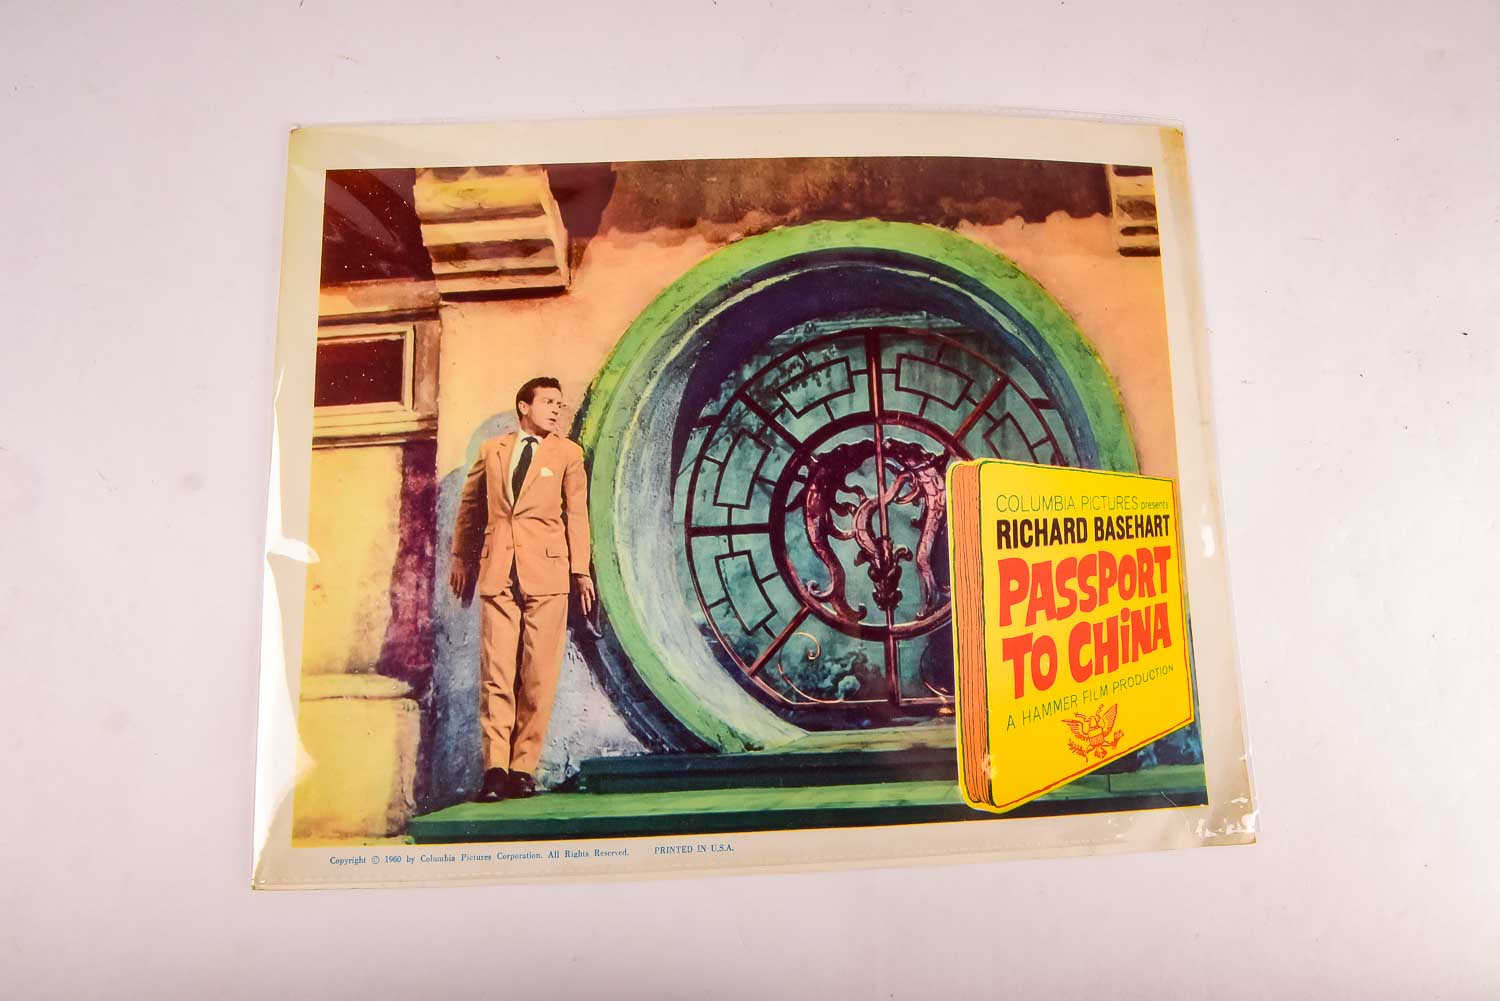 COLUMBIA PICTURES presents
RICHARD BASEHART
PASSPORT
TO CHiNA
A HAMMER FILM PRODUCTION
Copyright © 1960 by Columbia Pictures Corporation. All Rights Reserved. PRINTED IN U.S.A.